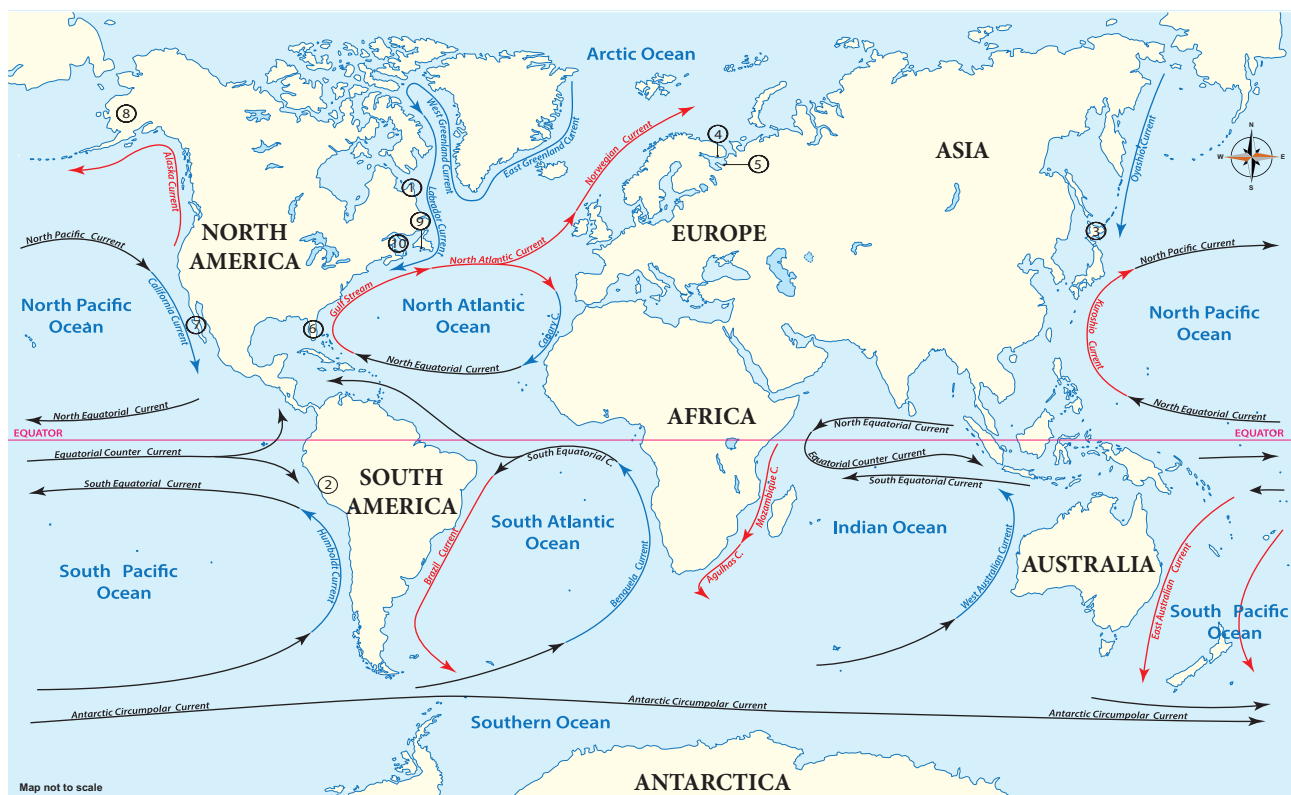 Arctic Ocean
8
4
5
ASIA
N
W
E
S
Alaska Current
West Greenland Current
East Greenland Current
Norwegian Current
Oyashio Current
1
Labrador Curren
9
10
3
NORTH
AMERICA
EUROPE
North Pacific Current
North Atlantic Current
North Pacific Current
North Pacific
Ocean
California Current
7
6
Gulf Stream
North Atlantic
Ocean
Canary C.
Kuroshio Current
North Pacific
Ocean
North Equatorial Current
North Equatorial Current
North Equatorial Current
AFRICA
North Equatorial Current
EQUATOR
EQUATOR
Equatorial Counter Current
South Equatorial C.
Equatorial Counter Current
South Equatorial Current
2
SOUTH
AMERICA
South Equatorial Current
Mozambique C.
South Atlantic
Ocean
Indian Ocean
Humboldt Current
Brazil Current
Benguela Current
Agulhas C.
West Australian Current
AUSTRALIA
East Australian Current
South Pacific
Ocean
South Pacific
Ocean
Antarctic Circumpolar Current
Antarctic Circumpolar Current
Antarctic Circumpolar Current
Southern Ocean
ANTARCTICA
Map not to scale